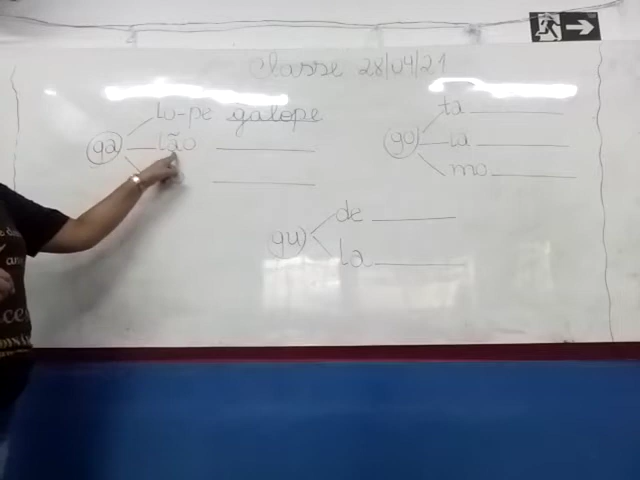 Classe 28/04/21
ga lo-pe galope
lão
go ta
la
mo
gu de
la